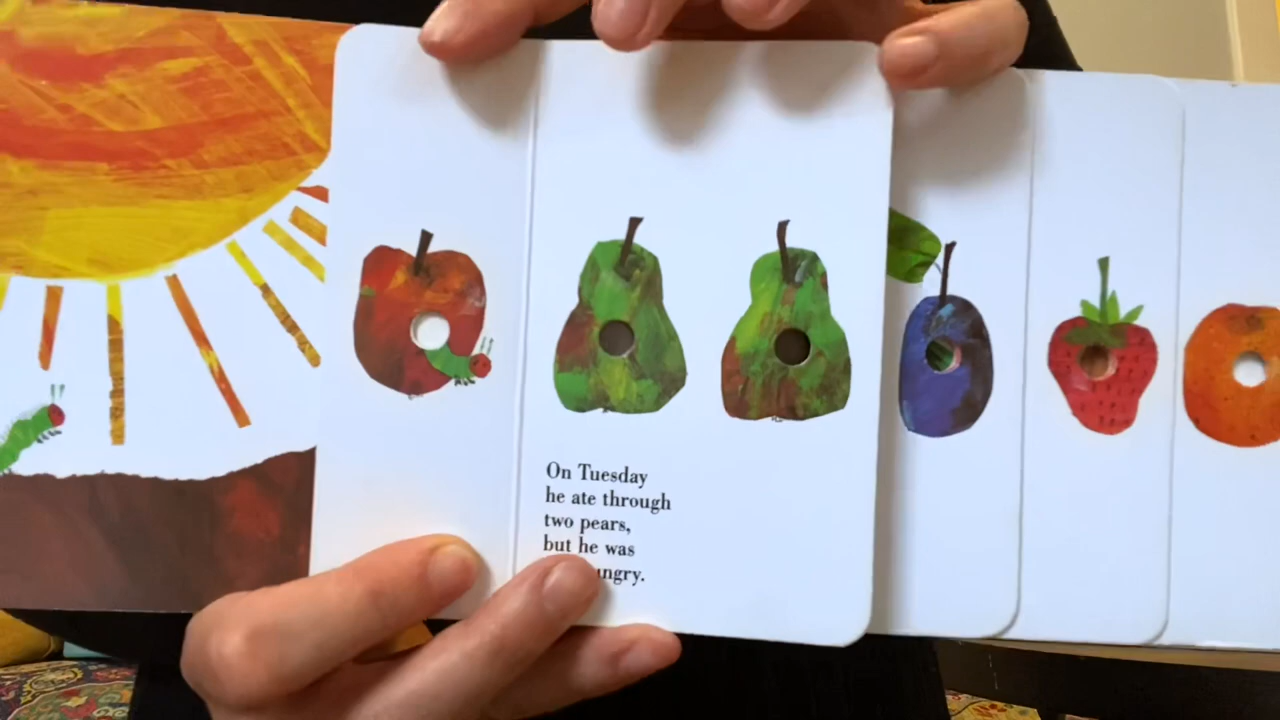 On Tuesday
he ate through
two pears,
but he was